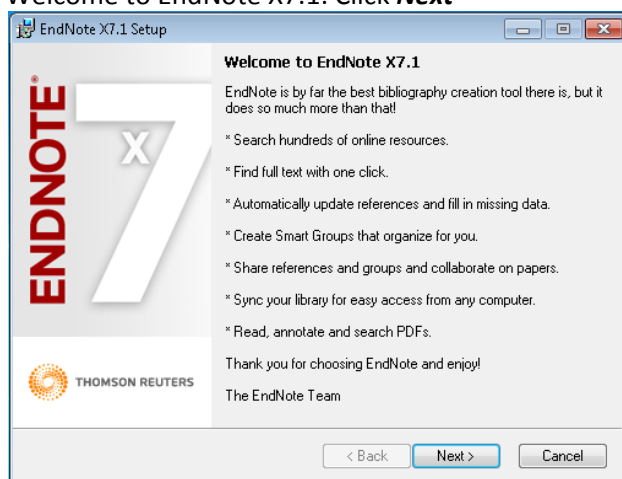 Welcome to EndNote X7.1. Click Next
EndNote X7.1 Setup
ENDNOTE
X
7
THOMSON REUTERS
Welcome to EndNote X7.1
EndNote is by far the best bibliography creation tool there is, but it
does so much more than that!
* Search hundreds of online resources.
* Find full text with one click.
* Automatically update references and fill in missing data.
* Create Smart Groups that organize for you.
* Share references and groups and collaborate on papers.
* Sync your library for easy access from any computer.
* Read, annotate and search PDFs.
Thank you for choosing EndNote and enjoy!
The EndNote Team
< Back
Next >
Cancel